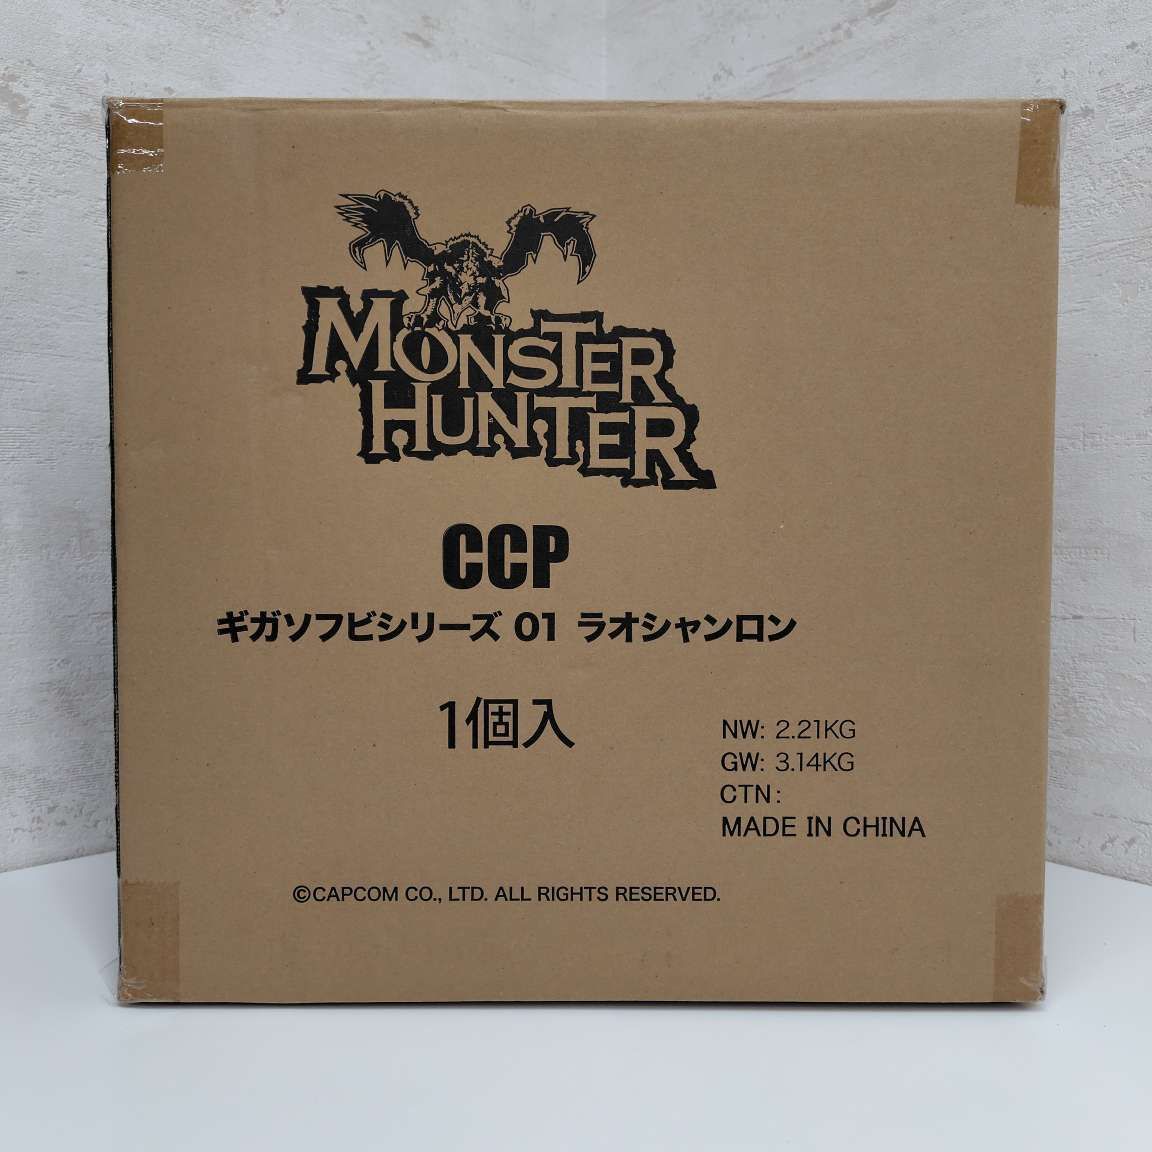 MONSTER
HUNTER
CCP
ギガソフビシリーズ 01 ラオシャンロン
1個入
NW: 2.21KG
GW: 3.14KG
CTN:
MADE IN CHINA
©CAPCOM CO., LTD. ALL RIGHTS RESERVED.